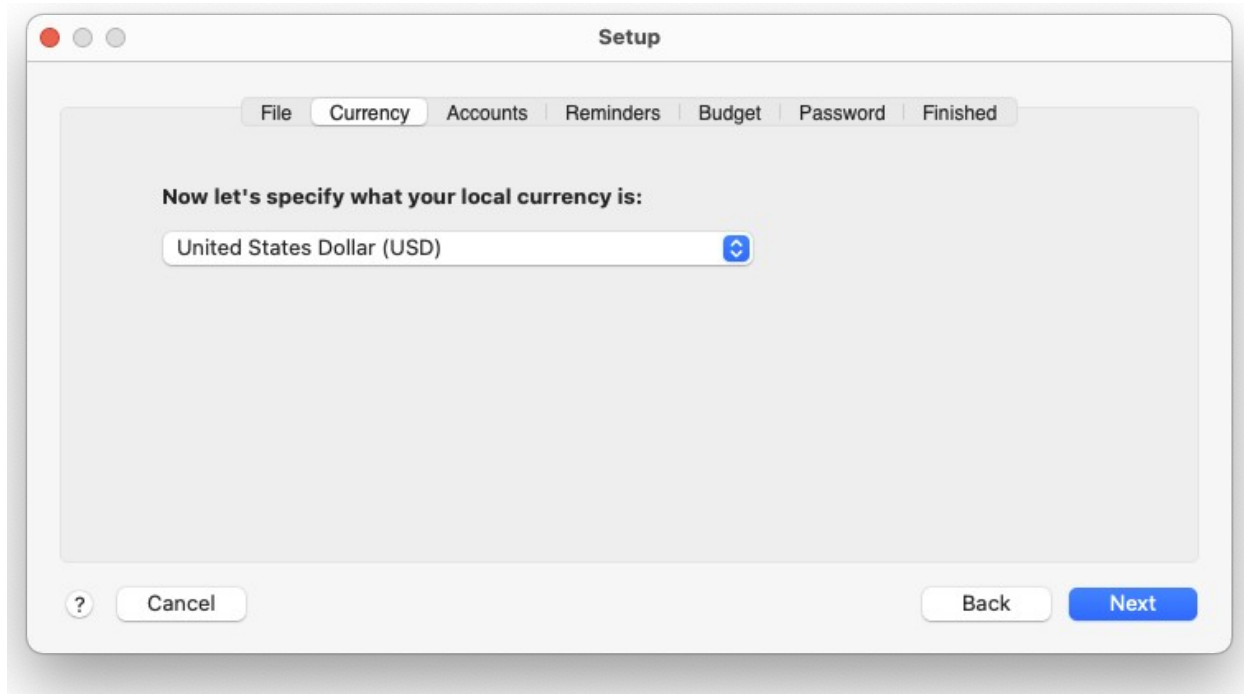 Setup
File Currency Accounts Reminders Budget Password Finished
Now let's specify what your local currency is:
United States Dollar (USD)
? Cancel Back Next